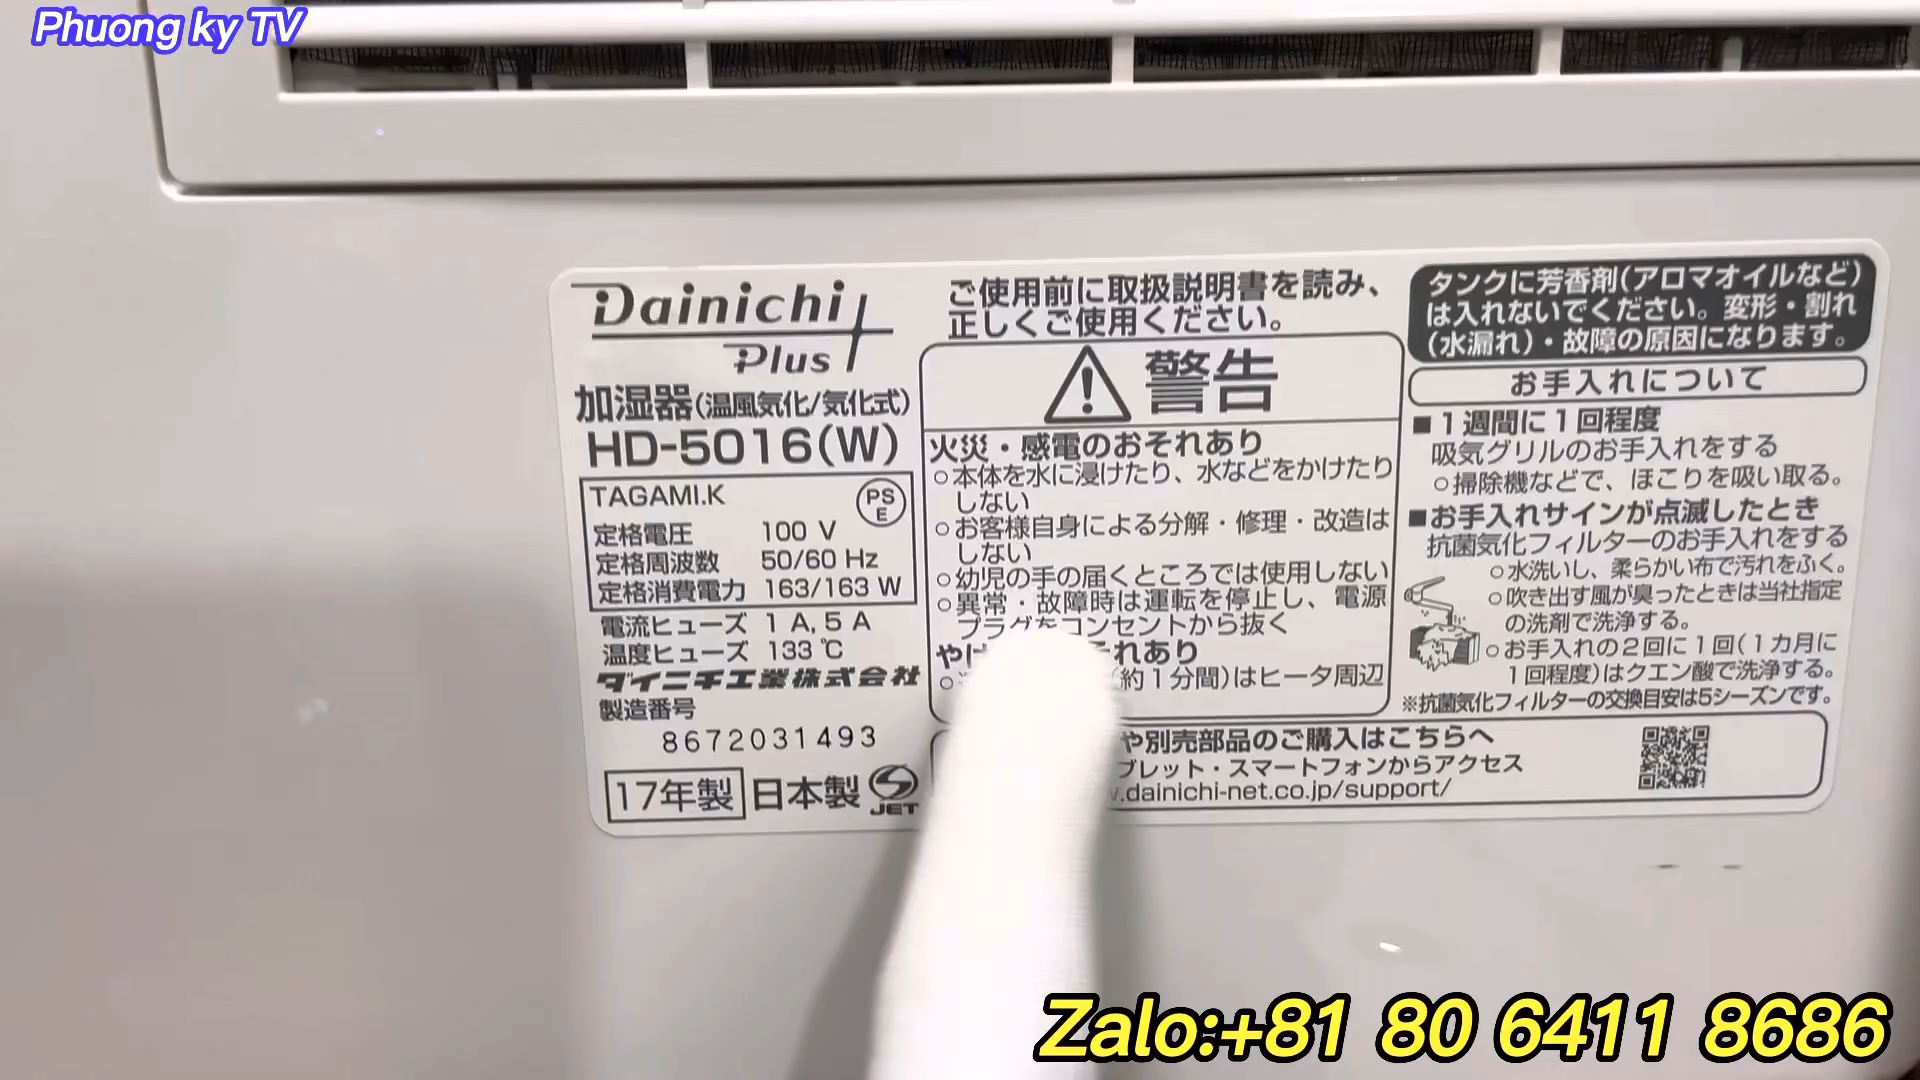 Phuong ky TV
Dainichi
Plus
加湿器(温風気化/気化式)
HD-5016(W)
TAGAMI.K
PS
E
定格電圧 100 V
定格周波数 50/60 Hz
定格消費電力 163/163 W
電流ヒューズ 1 A, 5 A
温度ヒューズ 133 ℃
ダイニチ工業株式会社
製造番号
8672031493
17年製 日本製
JET
ご使用前に取扱説明書を読み、
正しくご使用ください。
警告
火災・感電のおそれあり
○本体を水に浸けたり、水などをかけたり
しない
○お客様自身による分解・修理・改造は
しない
○幼児の手の届くところでは使用しない
○異常・故障時は運転を停止し、電源
プラグをコンセントから抜く
や それあり
(約1分間)はヒータ周辺
や別売部品のご購入はこちらへ
ブレット・スマートフォンからアクセス
.dainichi-net.co.jp/support/
タンクに芳香剤(アロマオイルなど)
は入れないでください。変形・割れ
(水漏れ)・故障の原因になります。
お手入れについて
■1週間に1回程度
吸気グリルのお手入れをする
○掃除機などで、ほこりを吸い取る。
■お手入れサインが点滅したとき
抗菌気化フィルターのお手入れをする
○水洗いし、柔らかい布で汚れをふく。
○吹き出す風が臭ったときは当社指定
の洗剤で洗浄する。
○お手入れの2回に1回(1カ月に
1回程度)はクエン酸で洗浄する。
※抗菌気化フィルターの交換目安は5シーズンです。
Zalo:+81 80 6411 8686